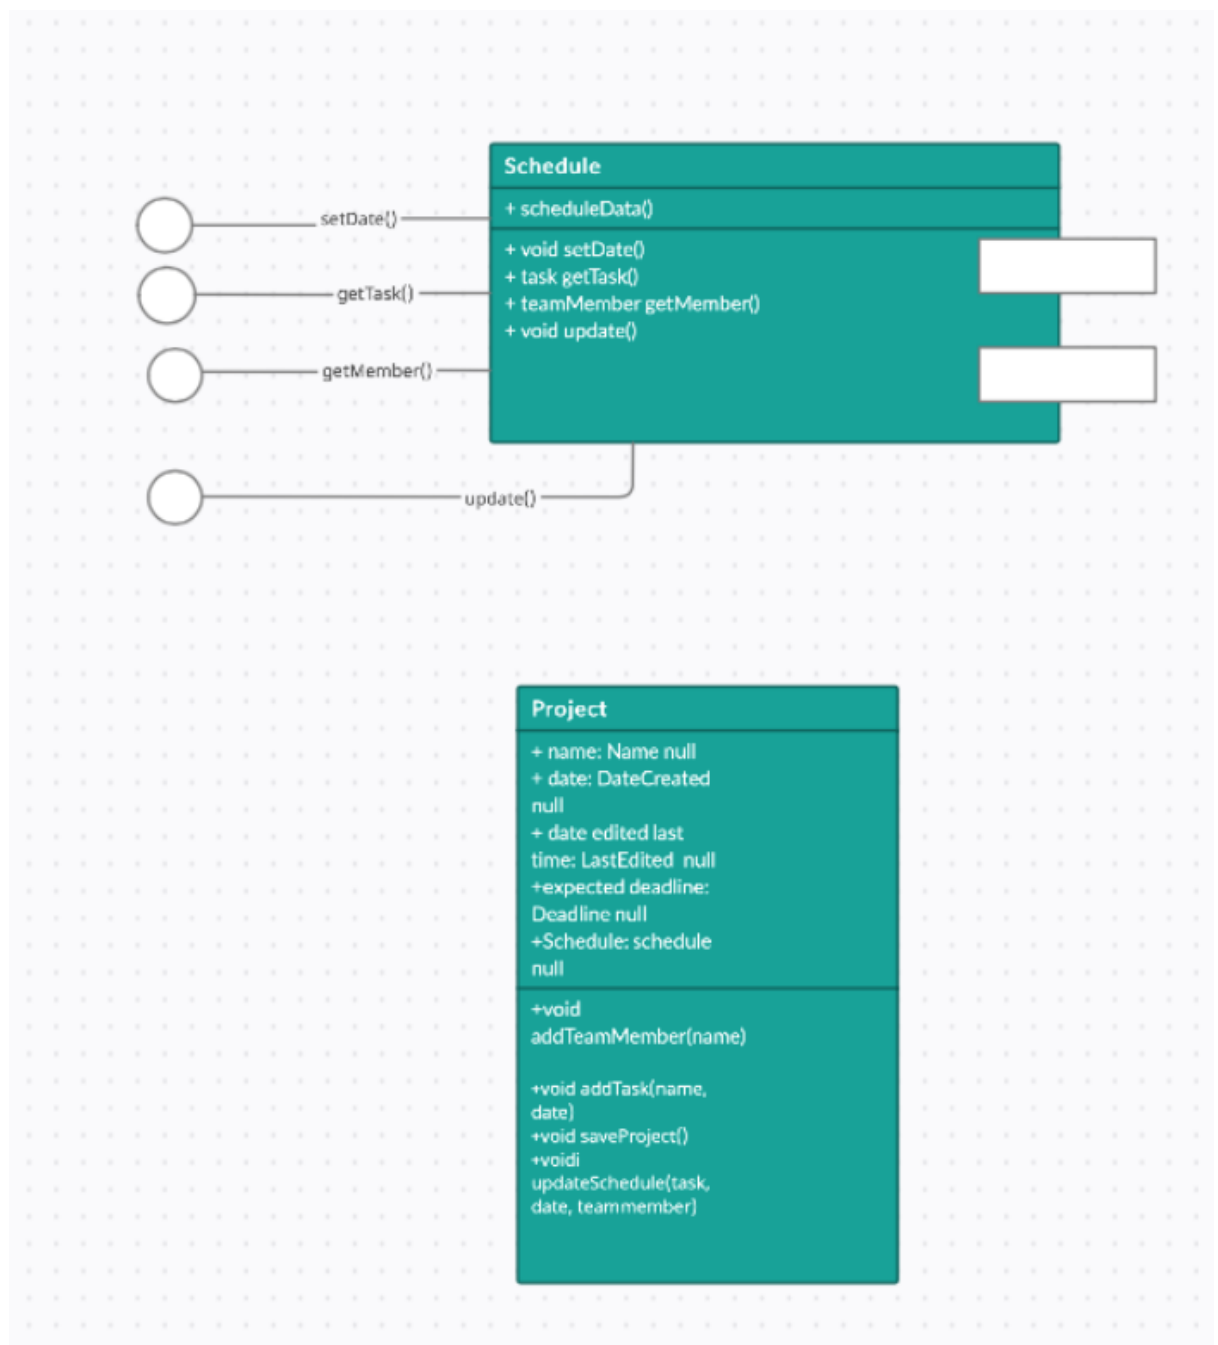 Schedule
+ scheduleData()
setDate()
+ void setDate()
+ task getTask()
getTask()
+ teamMember getMember()
+ void update()
getMember()
update()
Project
+ name: Name null
+ date: DateCreated
null
+ date edited last
time: LastEdited null
+expected deadline:
Deadline null
+Schedule: schedule
null
+void
addTeamMember(name)
+void addTask(name,
date)
+void saveProject()
+voidi
updateSchedule(task,
date, teammember)